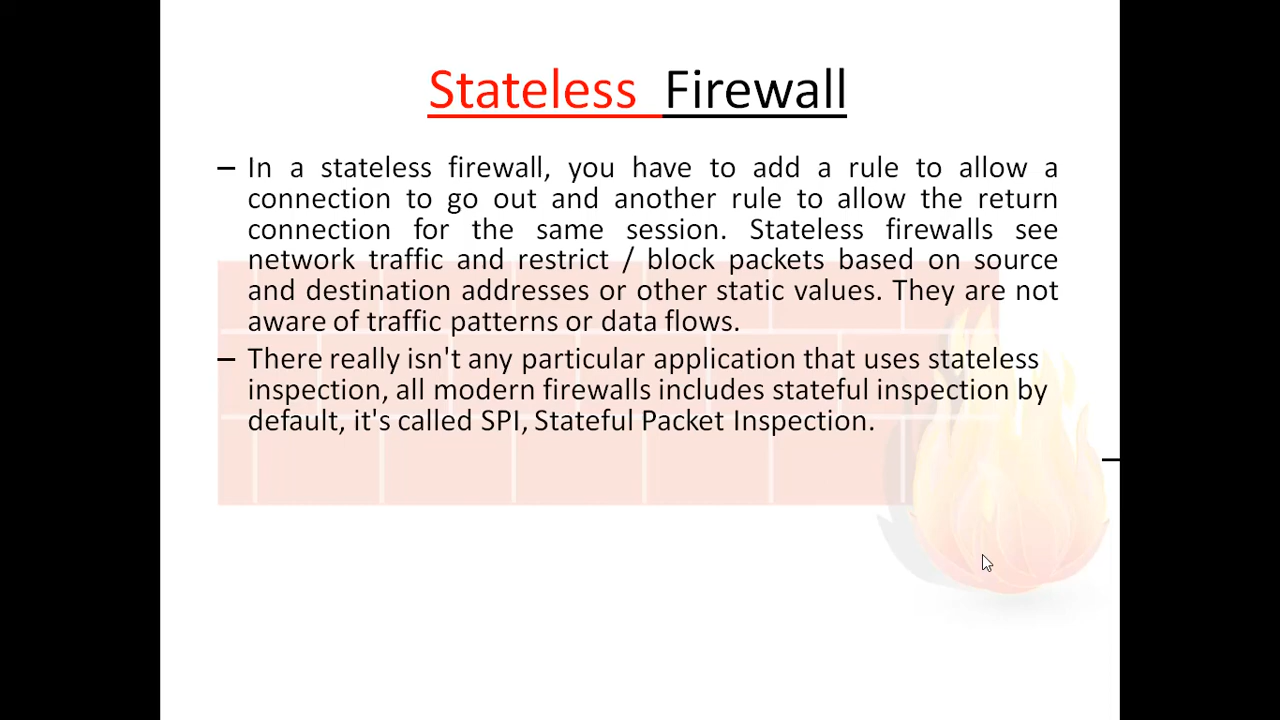 Stateless Firewall
– In a stateless firewall, you have to add a rule to allow a
connection to go out and another rule to allow the return
connection for the same session. Stateless firewalls see
network traffic and restrict / block packets based on source
and destination addresses or other static values. They are not
aware of traffic patterns or data flows.
– There really isn't any particular application that uses stateless
inspection, all modern firewalls includes stateful inspection by
default, it's called SPI, Stateful Packet Inspection.
–